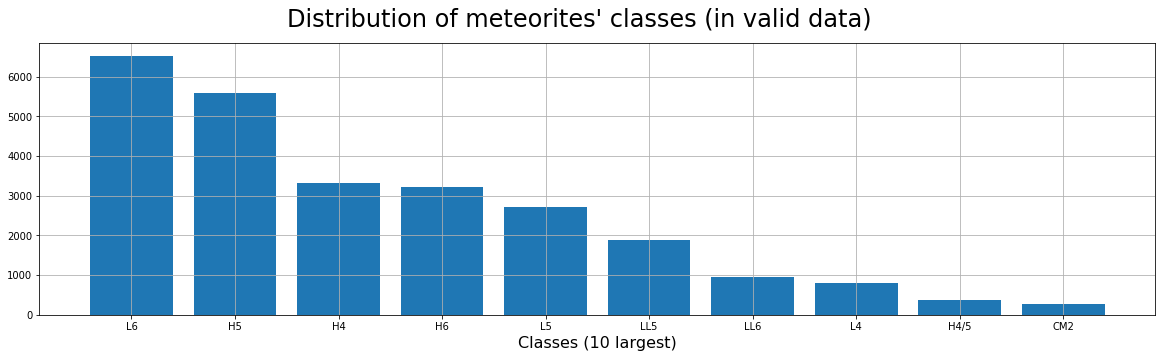 Distribution of meteorites' classes (in valid data)
6000
5000
4000
3000
2000
1000
0
L6 H5 H4 H6 L5 LL5 LL6 L4 H4/5 CM2
Classes (10 largest)